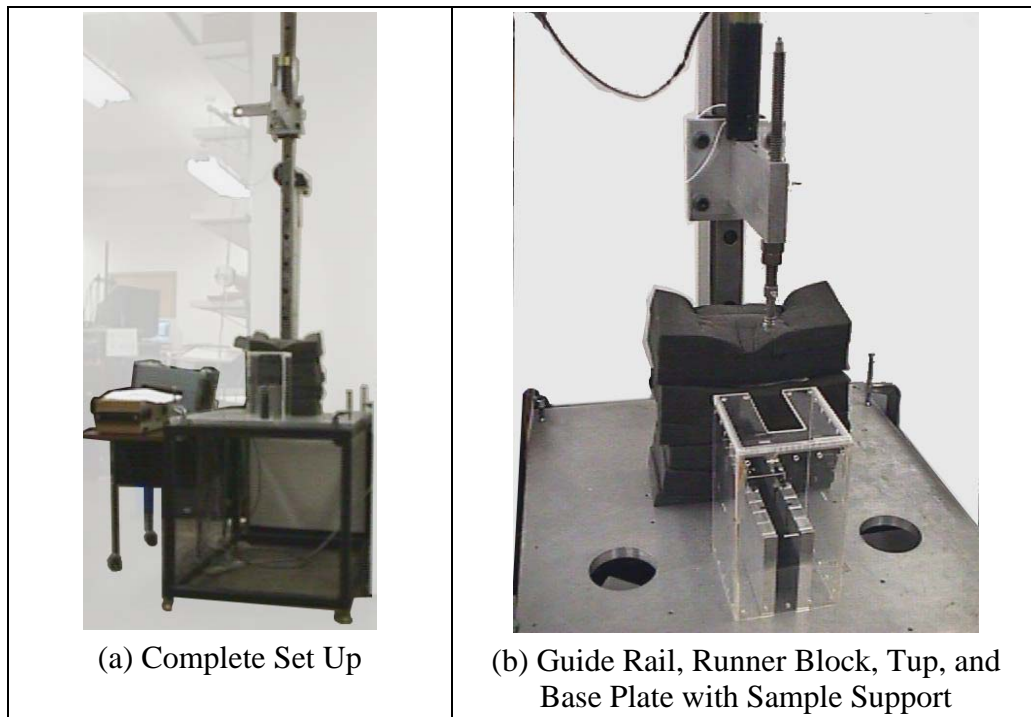 (a) Complete Set Up
(b) Guide Rail, Runner Block, Tup, and
Base Plate with Sample Support